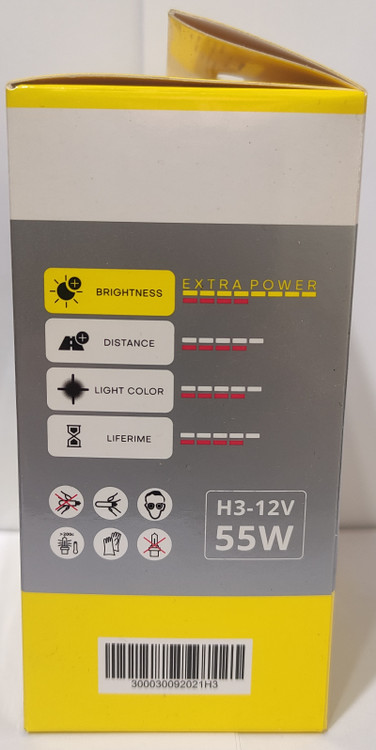 EXTRA POWER
BRIGHTNESS
DISTANCE
LIGHT COLOR
LIFERIME
H3-12V
55W
300030092021H3